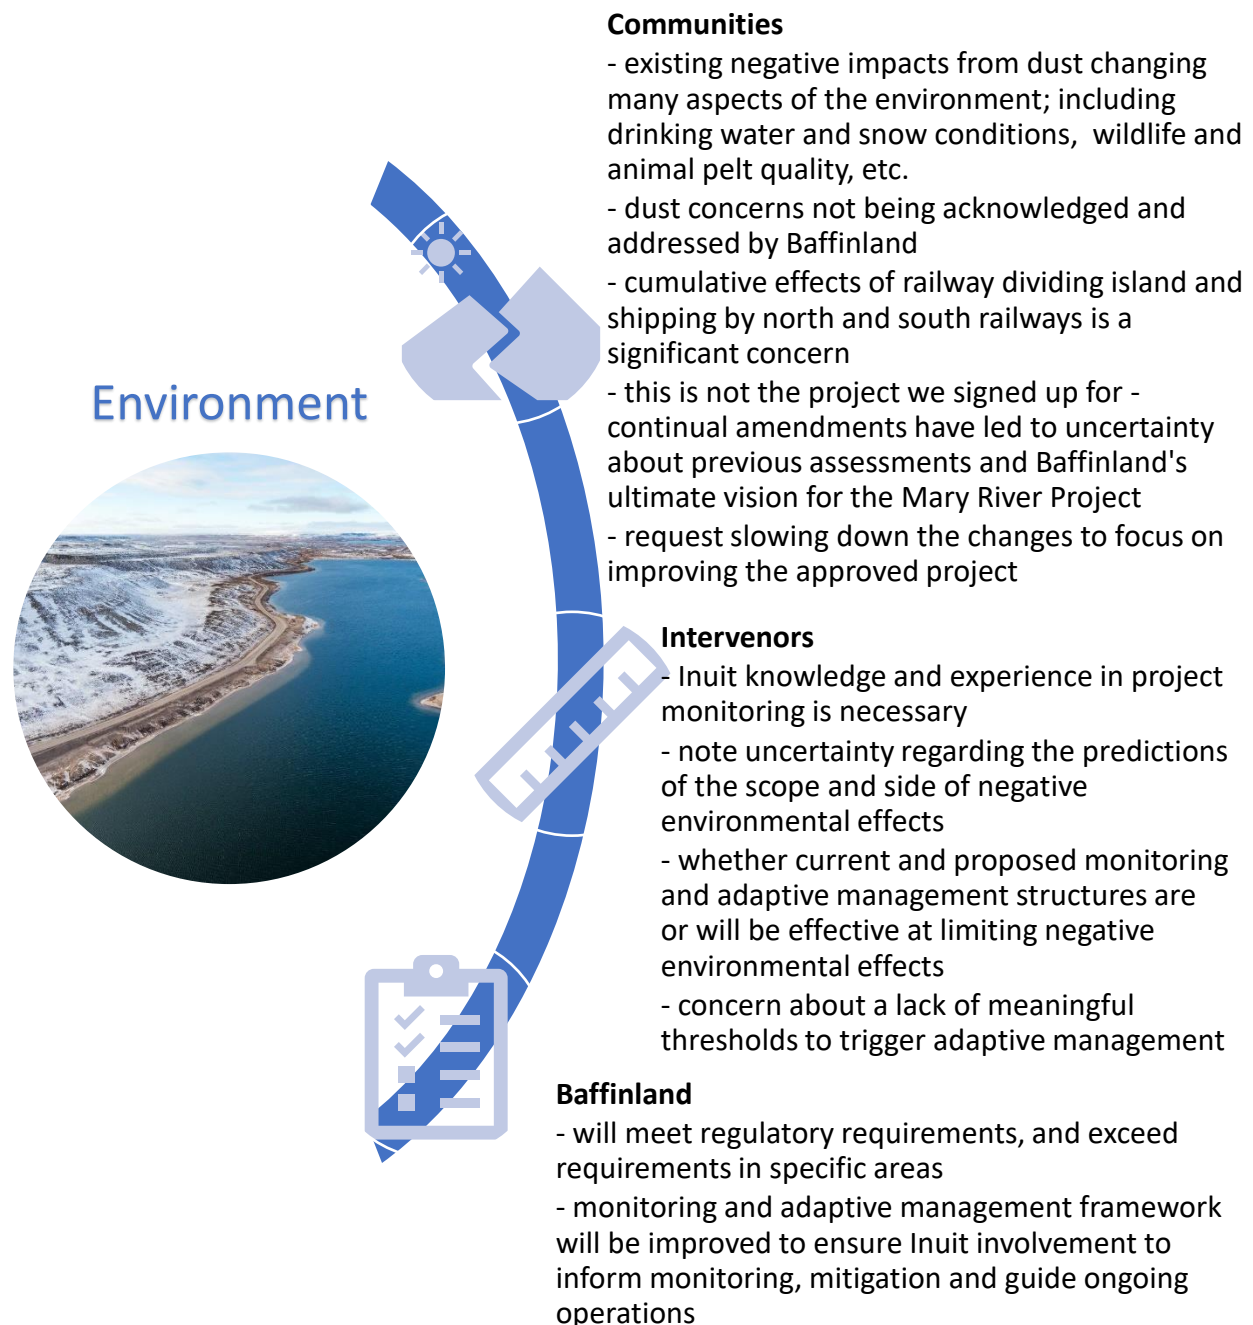 Communities
- existing negative impacts from dust changing
many aspects of the environment; including
drinking water and snow conditions,  wildlife and
animal pelt quality, etc.
- dust concerns not being acknowledged and
addressed by Baffinland
- cumulative effects of railway dividing island and
shipping by north and south railways is a
significant concern
- this is not the project we signed up for -
continual amendments have led to uncertainty
about previous assessments and Baffinland's
ultimate vision for the Mary River Project
- request slowing down the changes to focus on
improving the approved project
Environment
Intervenors
- Inuit knowledge and experience in project
monitoring is necessary
- note uncertainty regarding the predictions
of the scope and side of negative
environmental effects
- whether current and proposed monitoring
and adaptive management structures are
or will be effective at limiting negative
environmental effects
- concern about a lack of meaningful
thresholds to trigger adaptive management
Baffinland
- will meet regulatory requirements, and exceed
requirements in specific areas
- monitoring and adaptive management framework
will be improved to ensure Inuit involvement to
inform monitoring, mitigation and guide ongoing
operations